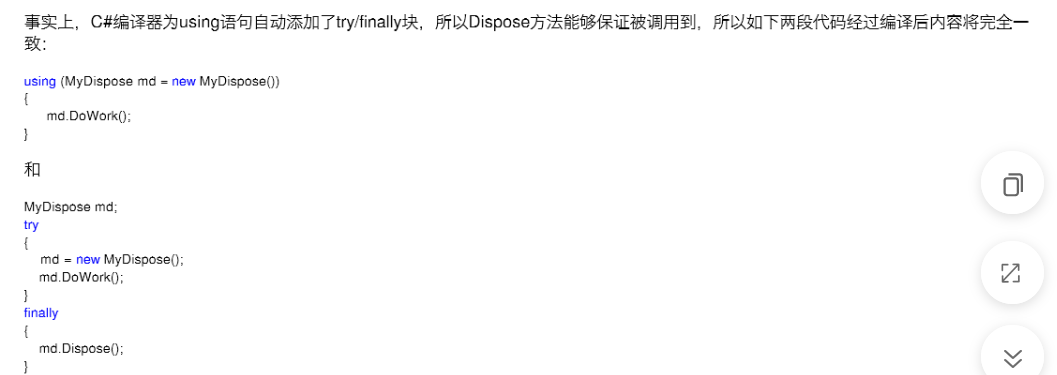 事实上，C#编译器为using语句自动添加了try/finally块，所以Dispose方法能够保证被调用到，所以如下两段代码经过编译后内容将完全一
致：
using (MyDispose md = new MyDispose())
{
md.DoWork();
}
和
MyDispose md;
try
{
md = new MyDispose();
md.DoWork();
}
finally
{
md.Dispose();
}